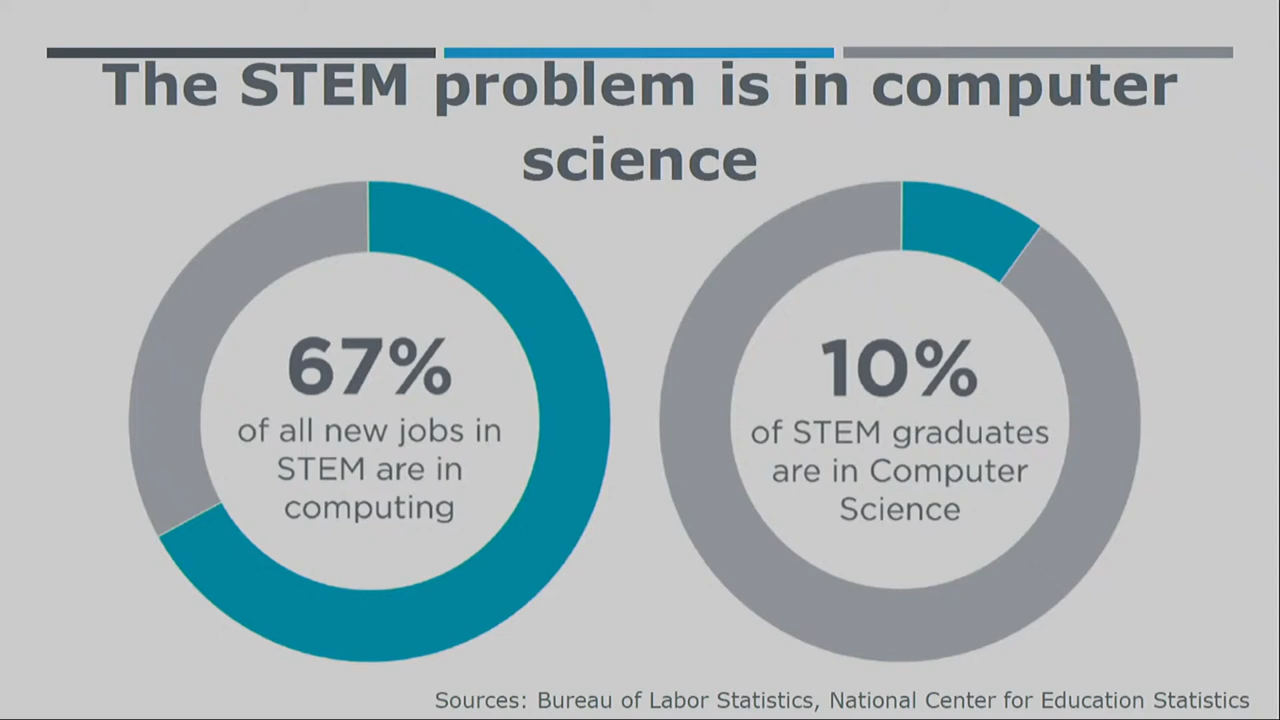 The STEM problem is in computer
science
67%
of all new jobs in
STEM are in
computing
10%
of STEM graduates
are in Computer
Science
Sources: Bureau of Labor Statistics, National Center for Education Statistics